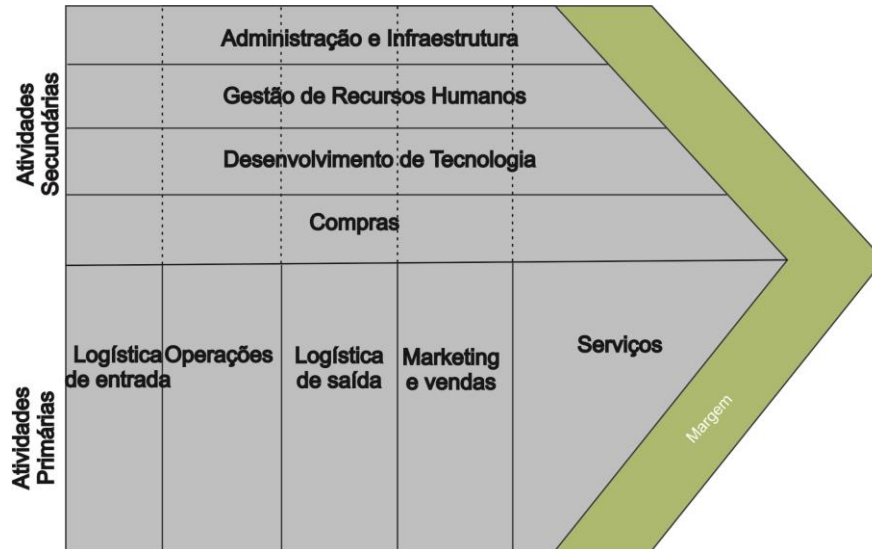 Atividades
Secundárias
Administração e Infraestrutura
Gestão de Recursos Humanos
Desenvolvimento de Tecnologia
Compras
Atividades
Primárias
Logística
de entrada
Operações
Logística
de saída
Marketing
e vendas
Serviços
Margem